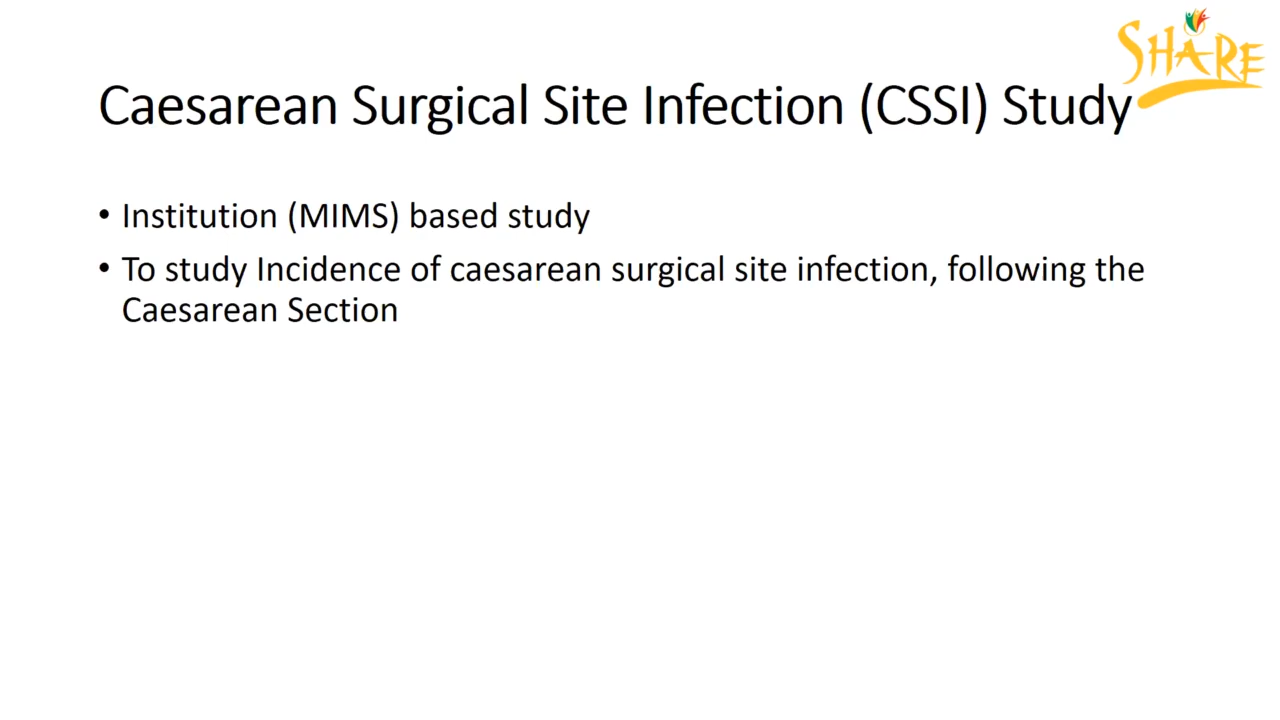 SHARE
Caesarean Surgical Site Infection (CSSI) Study
• Institution (MIMS) based study
• To study Incidence of caesarean surgical site infection, following the
Caesarean Section